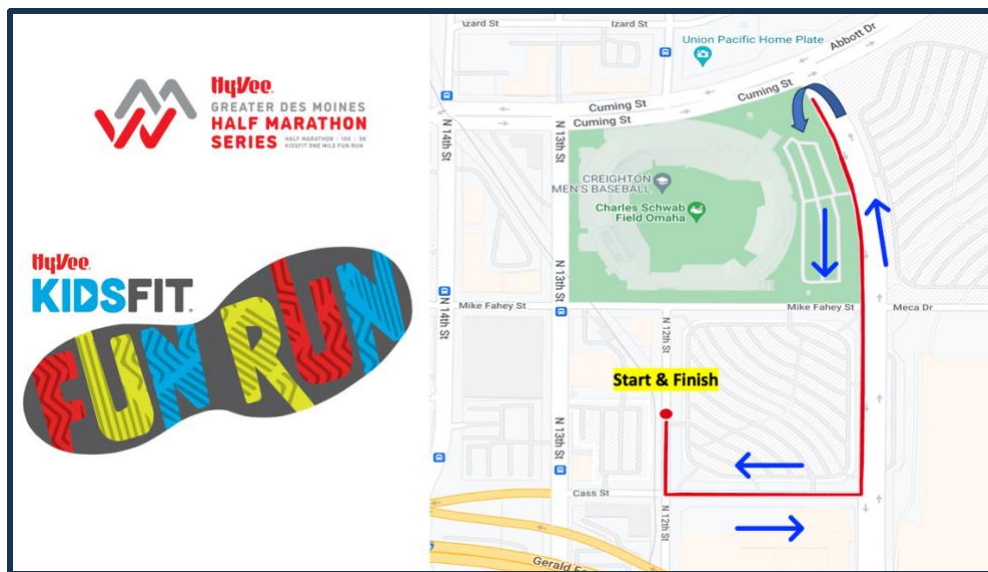 HyVee
GREATER DES MOINES
HALF MARATHON
SERIES
HALF MARATHON | 10K | 5K
KIDSFIT ONE MILE FUN RUN
HyVee
KIDSFIT
FUN RUN
Izard St
Izard St
Union Pacific Home Plate
Abbott Dr
Cuming St
Cuming St
Cuming St
N 14th St
N 13th St
CREIGHTON
MEN'S BASEBALL
Charles Schwab
Field Omaha
N 13th St
N 14th St
Mike Fahey St
Mike Fahey St
Meca Dr
N 12th St
Start & Finish
N 13th St
Cass St
N 12th St
Gerald F